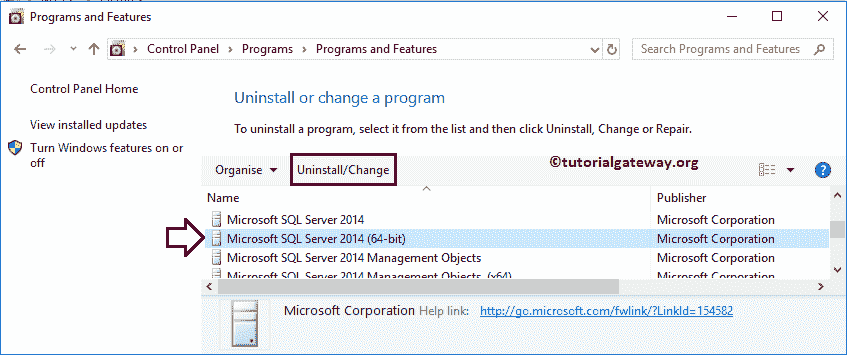 Programs and Features
Control Panel Programs Programs and Features
Search Programs and Features
Control Panel Home
View installed updates
Turn Windows features on or
off
Uninstall or change a program
To uninstall a program, select it from the list and then click Uninstall, Change or Repair.
©tutorialgateway.org
Organise Uninstall/Change
Name Publisher
Microsoft SQL Server 2014 Microsoft Corporation
Microsoft SQL Server 2014 (64-bit) Microsoft Corporation
Microsoft SQL Server 2014 Management Objects Microsoft Corporation
Microsoft SQL Server 2014 Management Objects (x64) Microsoft Corporation
Microsoft Corporation Help link: http://go.microsoft.com/fwlink/?LinkId=154582